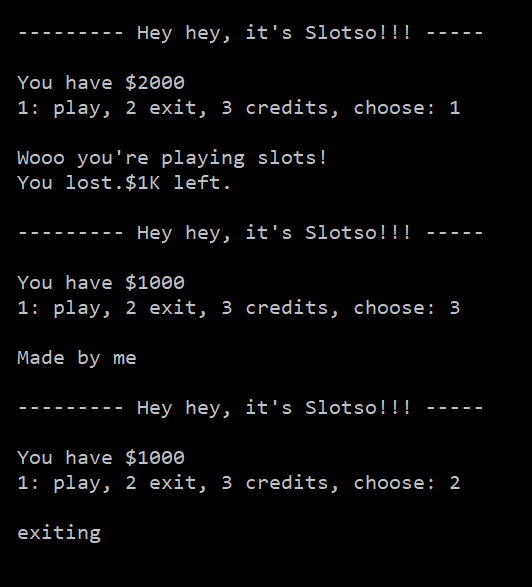 --------- Hey hey, it's Slotso!!! -----
You have $2000
1: play, 2 exit, 3 credits, choose: 1
Wooo you're playing slots!
You lost.$1K left.
--------- Hey hey, it's Slotso!!! -----
You have $1000
1: play, 2 exit, 3 credits, choose: 3
Made by me
--------- Hey hey, it's Slotso!!! -----
You have $1000
1: play, 2 exit, 3 credits, choose: 2
exiting